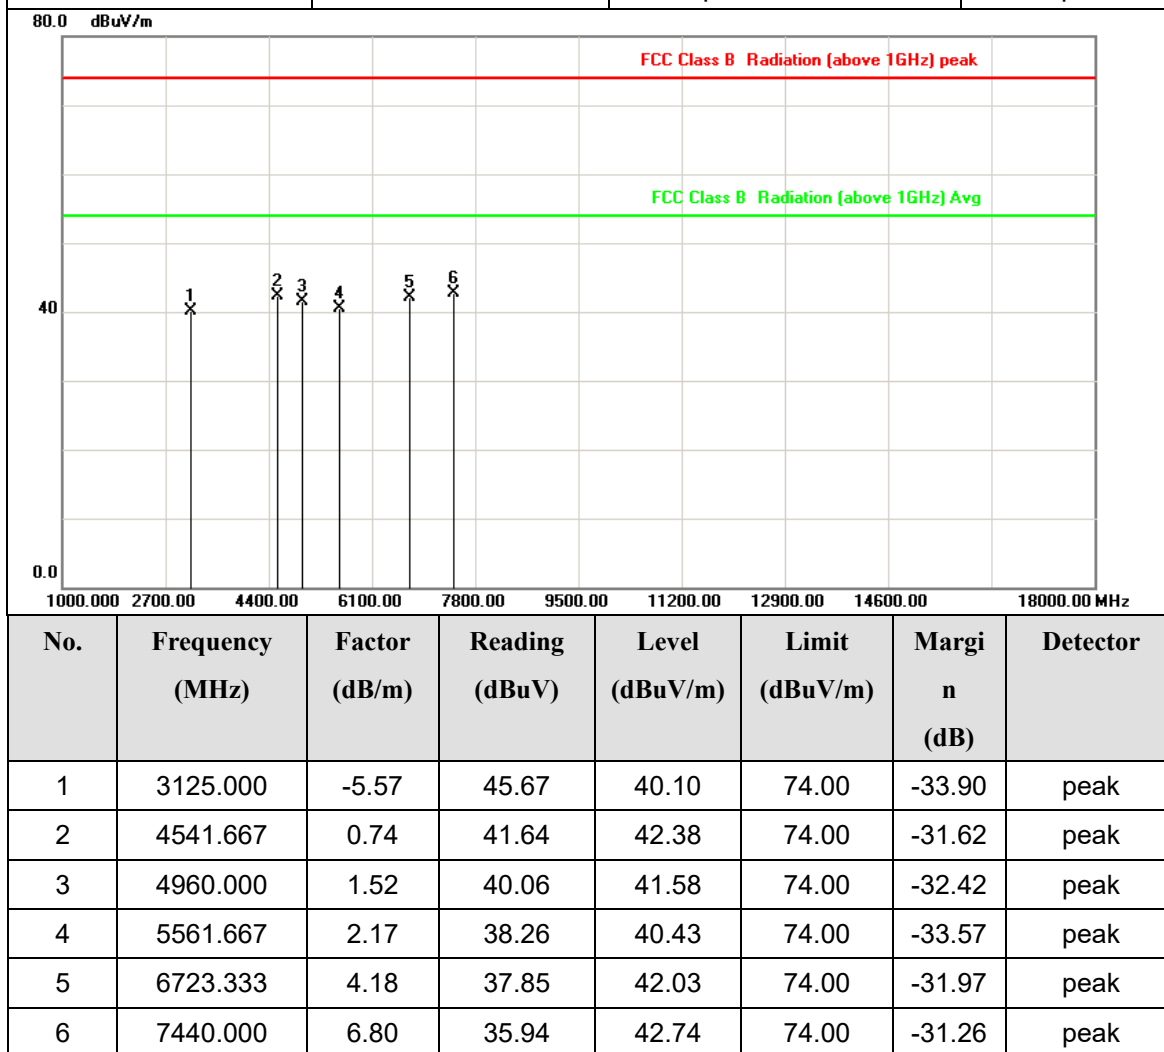 80.0 dBuV/m
FCC Class B Radiation (above 1GHz) peak
FCC Class B Radiation (above 1GHz) Avg
1 2 3 4 5 6
40
0.0
1000.000 2700.00 4400.00 6100.00 7800.00 9500.00 11200.00 12900.00 14600.00 18000.00 MHz
No. Frequency Factor Reading Level Limit Margi Detector
(MHz) (dB/m) (dBuV) (dBuV/m) (dBuV/m) n
(dB)
1 3125.000 -5.57 45.67 40.10 74.00 -33.90 peak
2 4541.667 0.74 41.64 42.38 74.00 -31.62 peak
3 4960.000 1.52 40.06 41.58 74.00 -32.42 peak
4 5561.667 2.17 38.26 40.43 74.00 -33.57 peak
5 6723.333 4.18 37.85 42.03 74.00 -31.97 peak
6 7440.000 6.80 35.94 42.74 74.00 -31.26 peak